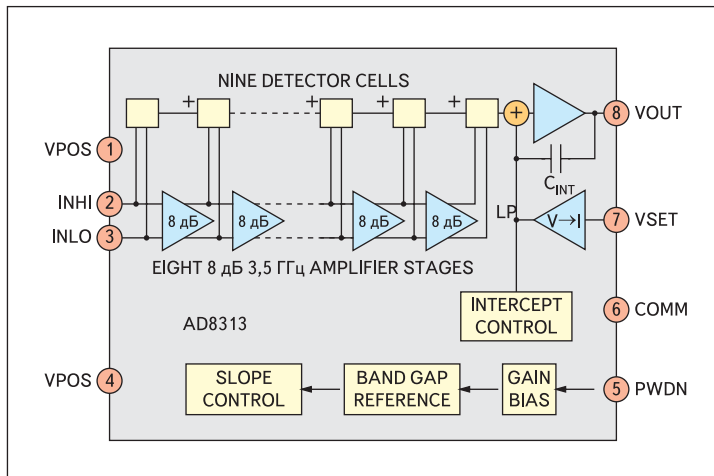 NINE DETECTOR CELLS
+ + + +
+
8 VOUT
VPOS 1
C INT
INHI 2
8 дБ 8 дБ 8 дБ 8 дБ
LP
V→I
7 VSET
INLO 3
EIGHT 8 дБ 3,5 ГГц AMPLIFIER STAGES
INTERCEPT
CONTROL
6 COMM
AD8313
VPOS 4
SLOPE
CONTROL
BAND GAP
REFERENCE
GAIN
BIAS
5 PWDN